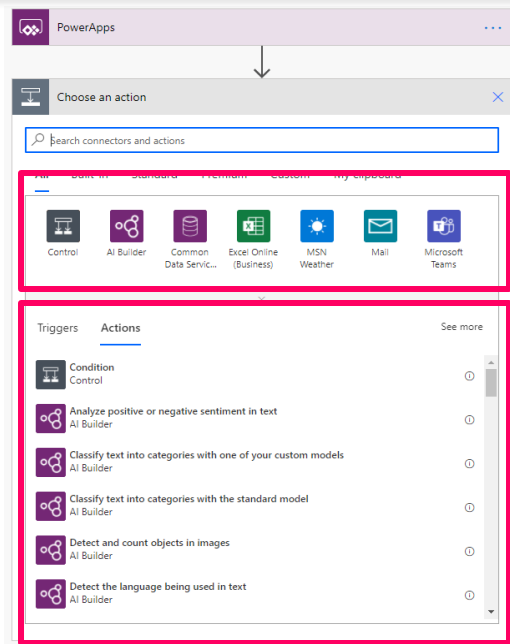 PowerApps
Choose an action
Search connectors and actions
All Built-in Standard Premium Custom My clipboard
Control AI Builder Common Excel Online MSN Mail Microsoft
Data Servic... (Business) Weather Teams
Triggers Actions See more
Condition
Control
Analyze positive or negative sentiment in text
AI Builder
Classify text into categories with one of your custom models
AI Builder
Classify text into categories with the standard model
AI Builder
Detect and count objects in images
AI Builder
Detect the language being used in text
AI Builder